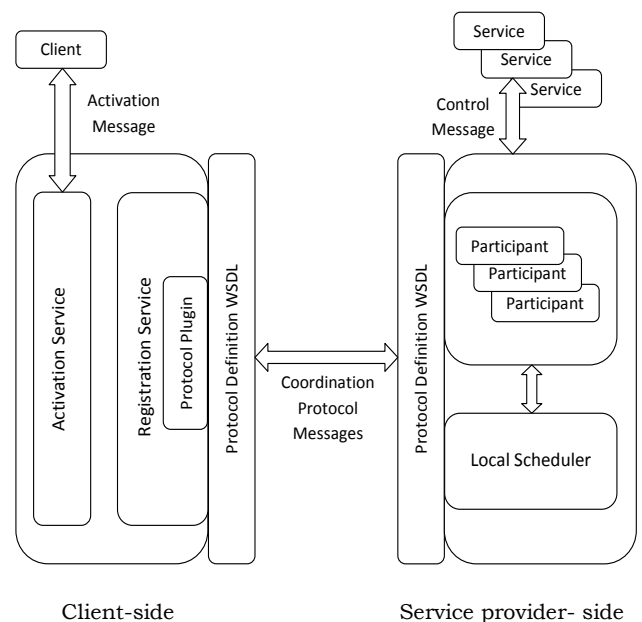 Client
Activation
Message
Activation Service
Registration Service
Protocol Plugin
Protocol Definition WSDL
Coordination
Protocol
Messages
Service
Service
Service
Control
Message
Protocol Definition WSDL
Participant
Participant
Participant
Local Scheduler
Client-side
Service provider- side